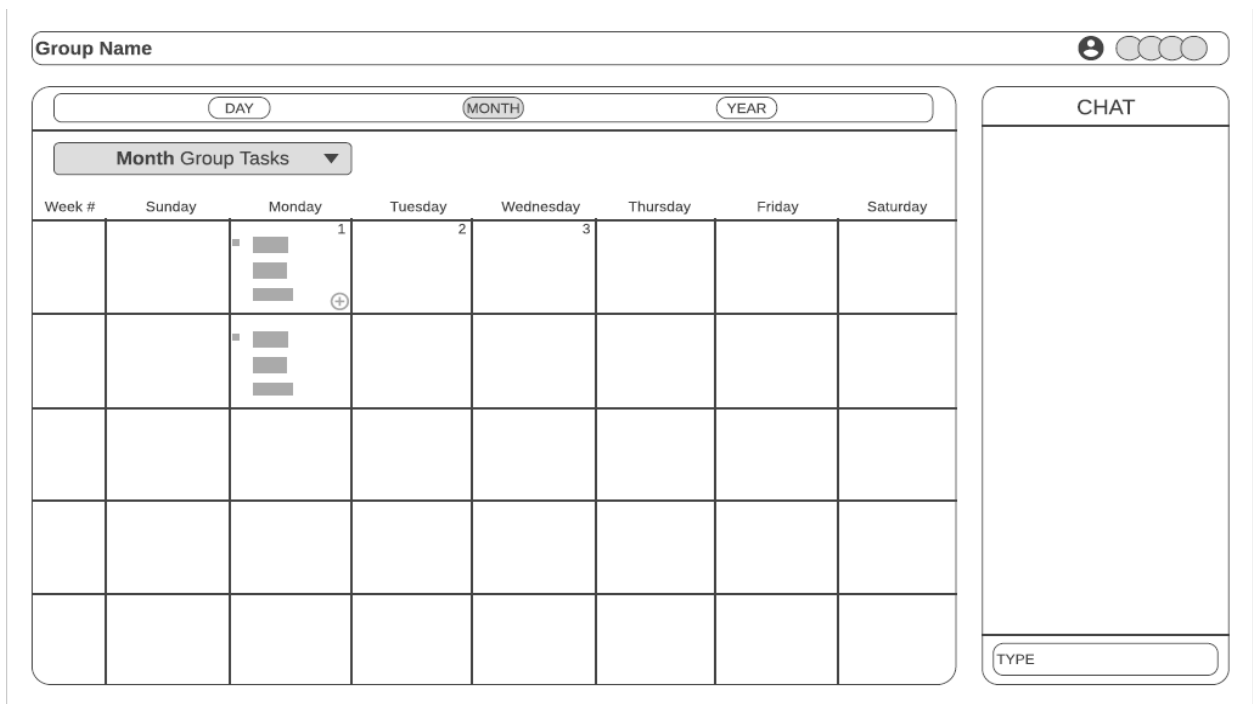 Group Name
DAY MONTH YEAR
Month Group Tasks
Week # Sunday Monday Tuesday Wednesday Thursday Friday Saturday
1 2 3
CHAT
TYPE